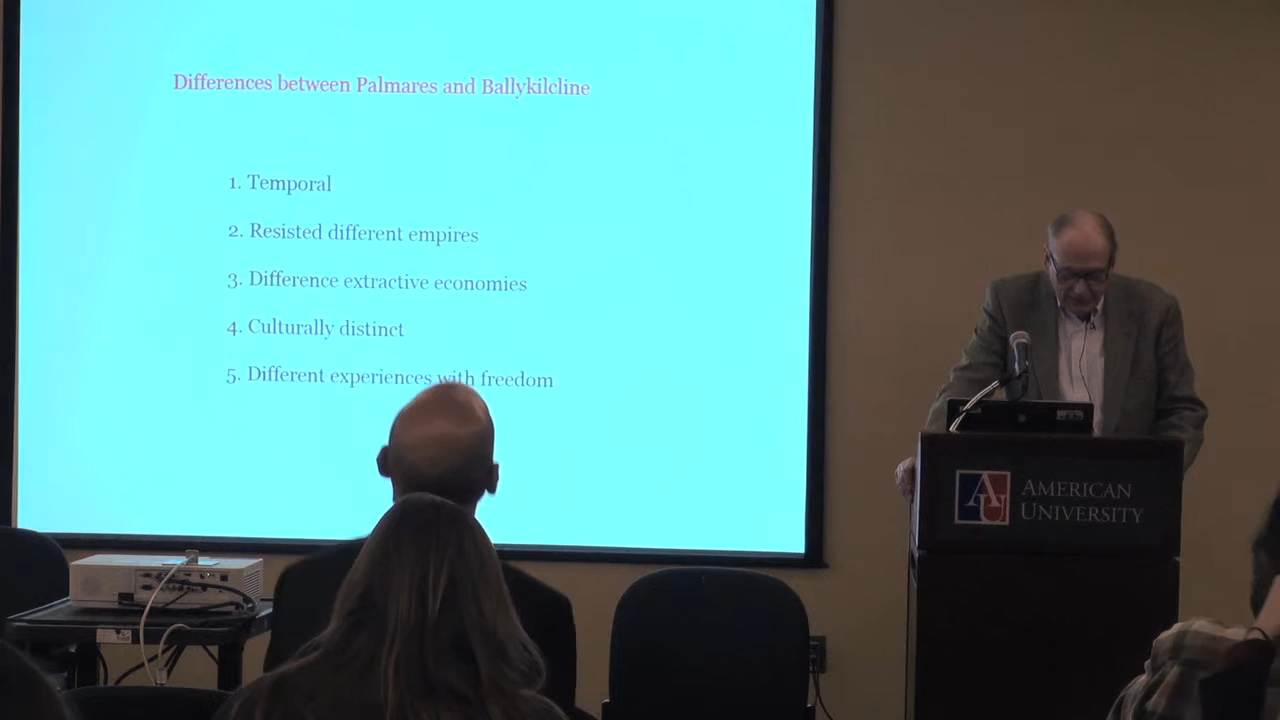 Differences between Palmares and Ballykilcline
1. Temporal
2. Resisted different empires
3. Difference extractive economies
4. Culturally distinct
5. Different experiences with freedom
AU
AMERICAN
UNIVERSITY